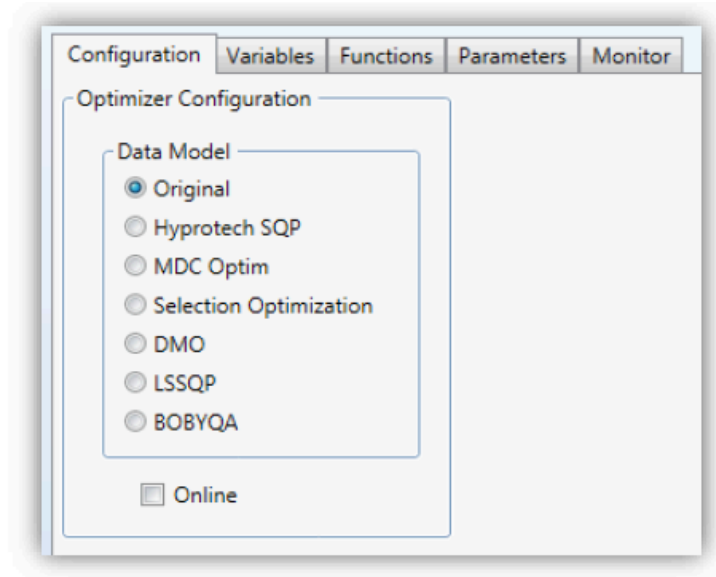 Configuration Variables Functions Parameters Monitor
Optimizer Configuration
Data Model
Original
Hyprotech SQP
MDC Optim
Selection Optimization
DMO
LSSQP
BOBYQA
Online